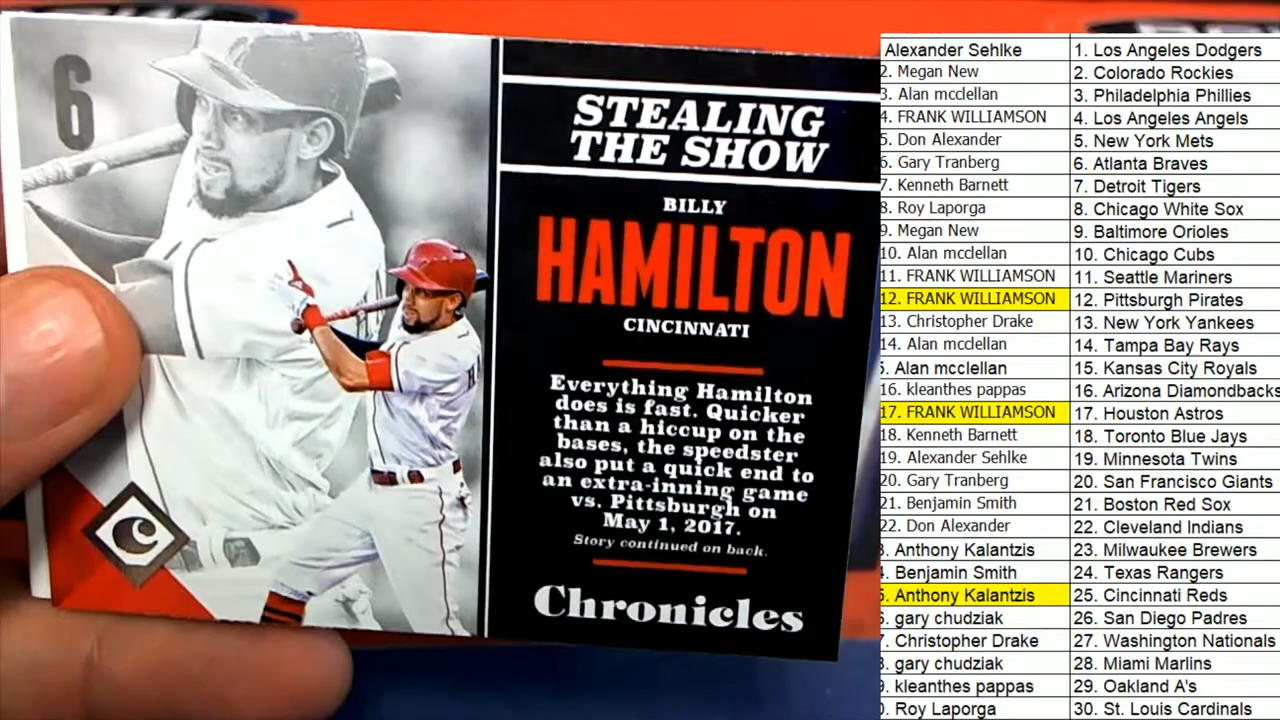 6
STEALING
THE SHOW
BILLY
HAMILTON
CINCINNATI
Everything Hamilton
does is fast. Quicker
than a hiccup on the
bases, the speedster
also put a quick end to
an extra-inning game
vs. Pittsburgh on
May 1, 2017.
Story continued on back.
Chronicles
C
Alexander Sehlke 1. Los Angeles Dodgers
2. Megan New 2. Colorado Rockies
3. Alan mcclellan 3. Philadelphia Phillies
4. FRANK WILLIAMSON 4. Los Angeles Angels
5. Don Alexander 5. New York Mets
6. Gary Tranberg 6. Atlanta Braves
7. Kenneth Barnett 7. Detroit Tigers
8. Roy Laporga 8. Chicago White Sox
9. Megan New 9. Baltimore Orioles
10. Alan mcclellan 10. Chicago Cubs
11. FRANK WILLIAMSON 11. Seattle Mariners
12. FRANK WILLIAMSON 12. Pittsburgh Pirates
13. Christopher Drake 13. New York Yankees
14. Alan mcclellan 14. Tampa Bay Rays
5. Alan mcclellan 15. Kansas City Royals
16. kleanthes pappas 16. Arizona Diamondbacks
17. FRANK WILLIAMSON 17. Houston Astros
18. Kenneth Barnett 18. Toronto Blue Jays
19. Alexander Sehlke 19. Minnesota Twins
20. Gary Tranberg 20. San Francisco Giants
21. Benjamin Smith 21. Boston Red Sox
22. Don Alexander 22. Cleveland Indians
3. Anthony Kalantzis 23. Milwaukee Brewers
4. Benjamin Smith 24. Texas Rangers
5. Anthony Kalantzis 25. Cincinnati Reds
6. gary chudziak 26. San Diego Padres
7. Christopher Drake 27. Washington Nationals
8. gary chudziak 28. Miami Marlins
9. kleanthes pappas 29. Oakland A's
0. Roy Laporga 30. St. Louis Cardinals